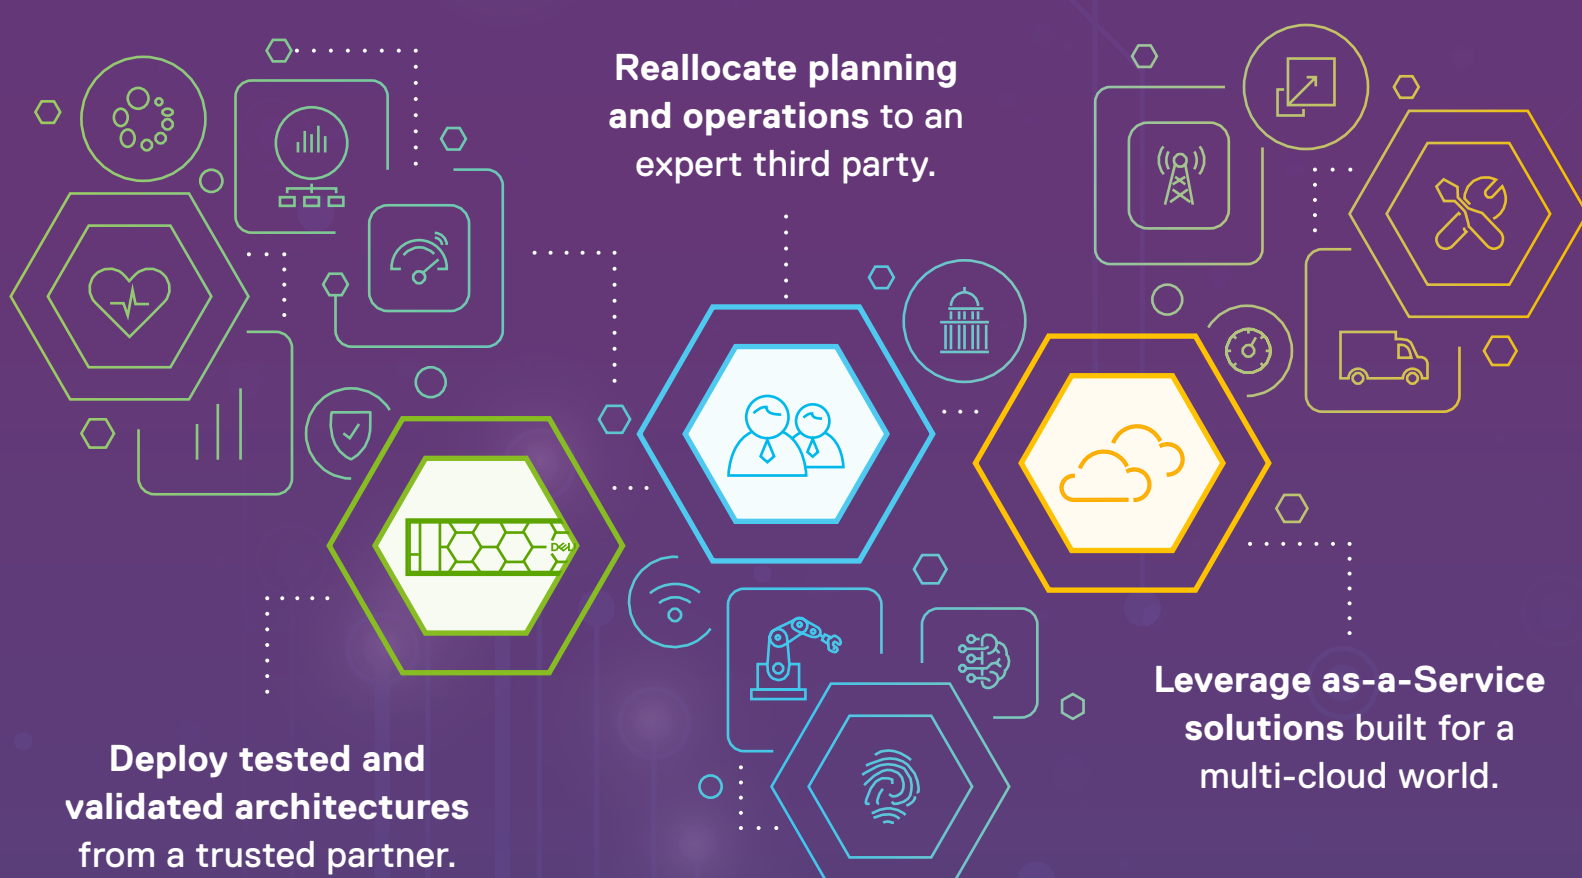 Reallocate planning
and operations to an
expert third party.
DELL
Leverage as-a-Service
solutions built for a
multi-cloud world.
Deploy tested and
validated architectures
from a trusted partner.